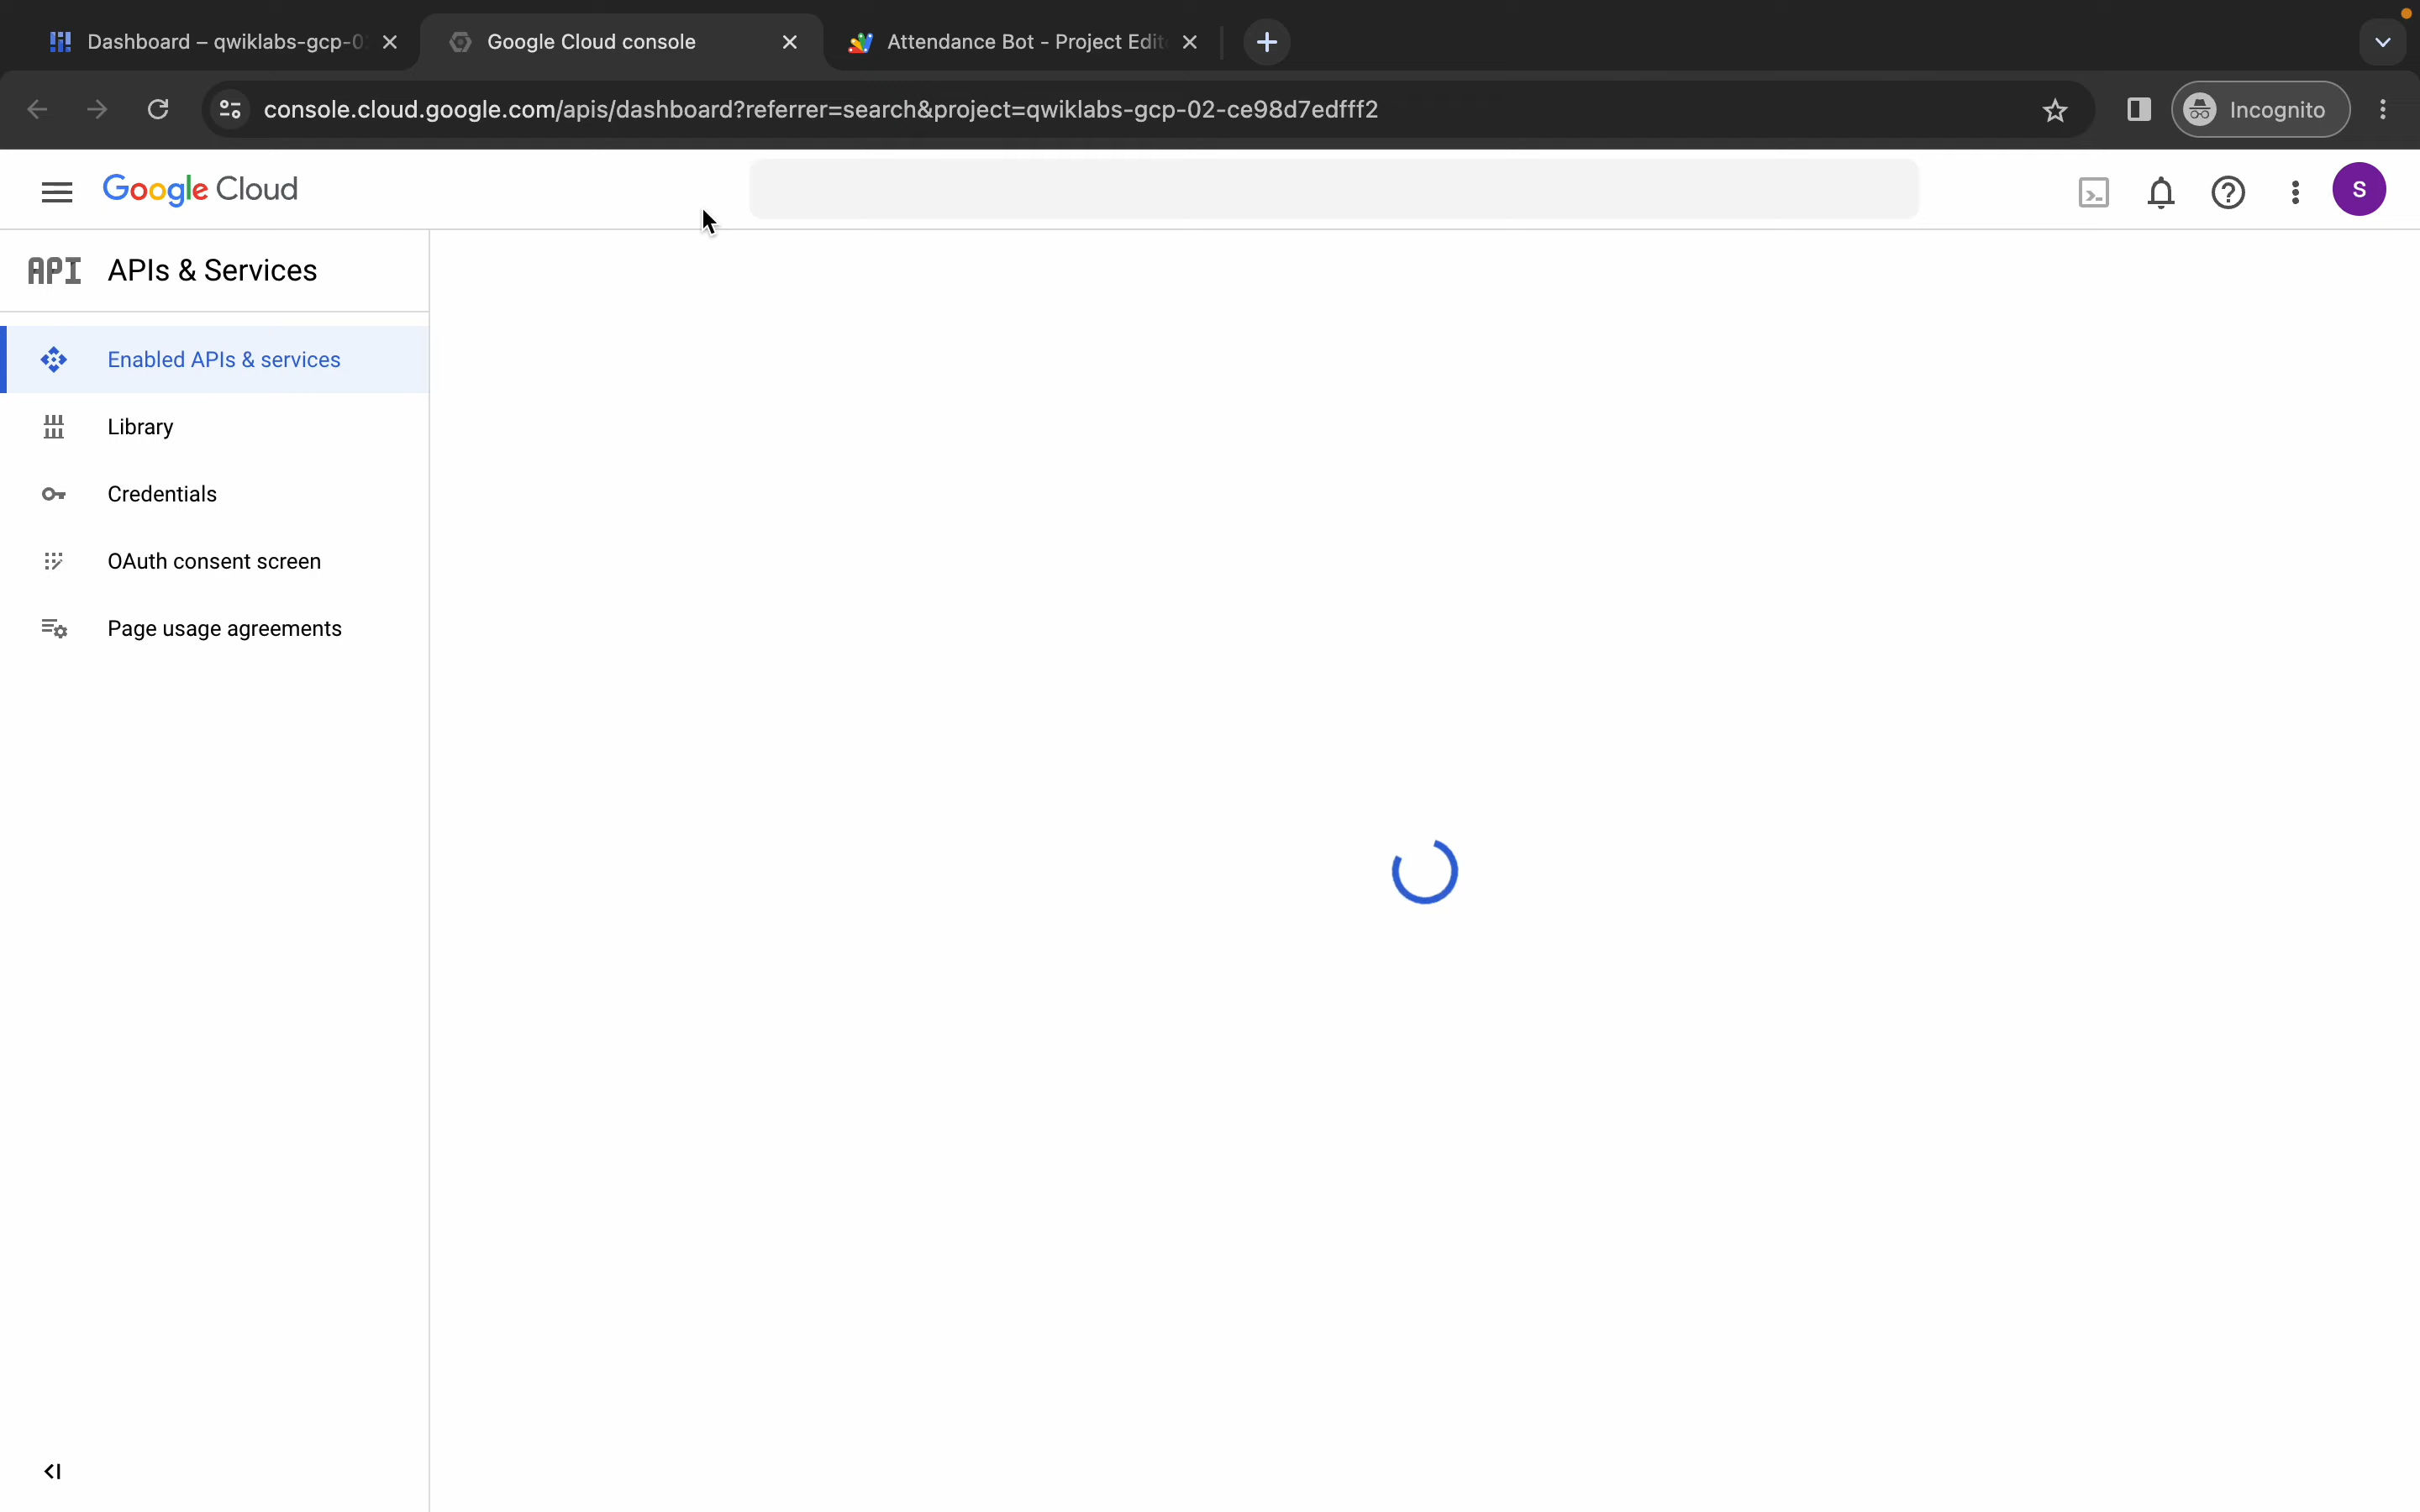 Dashboard – qwiklabs-gcp-0
Google Cloud console
Attendance Bot - Project Edit
console.cloud.google.com/apis/dashboard?referrer=search&project=qwiklabs-gcp-02-ce98d7edfff2
Incognito
Google Cloud
S
API APIs & Services
Enabled APIs & services
Library
Credentials
OAuth consent screen
Page usage agreements